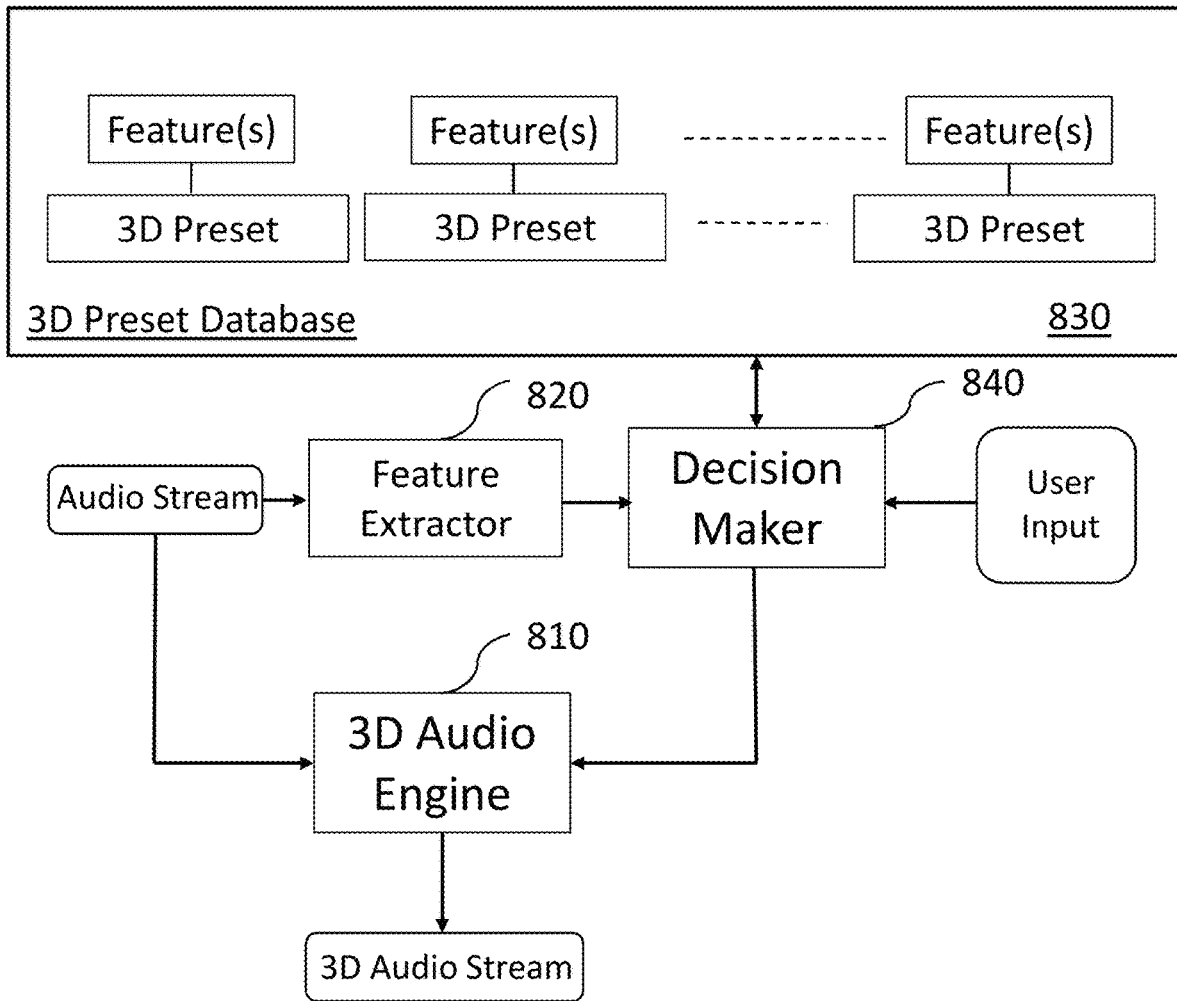 Feature(s) Feature(s) Feature(s)
3D Preset 3D Preset 3D Preset
3D Preset Database 830
820 840
Audio Stream
Feature
Extractor
Decision
Maker
User
Input
810
3D Audio
Engine
3D Audio Stream